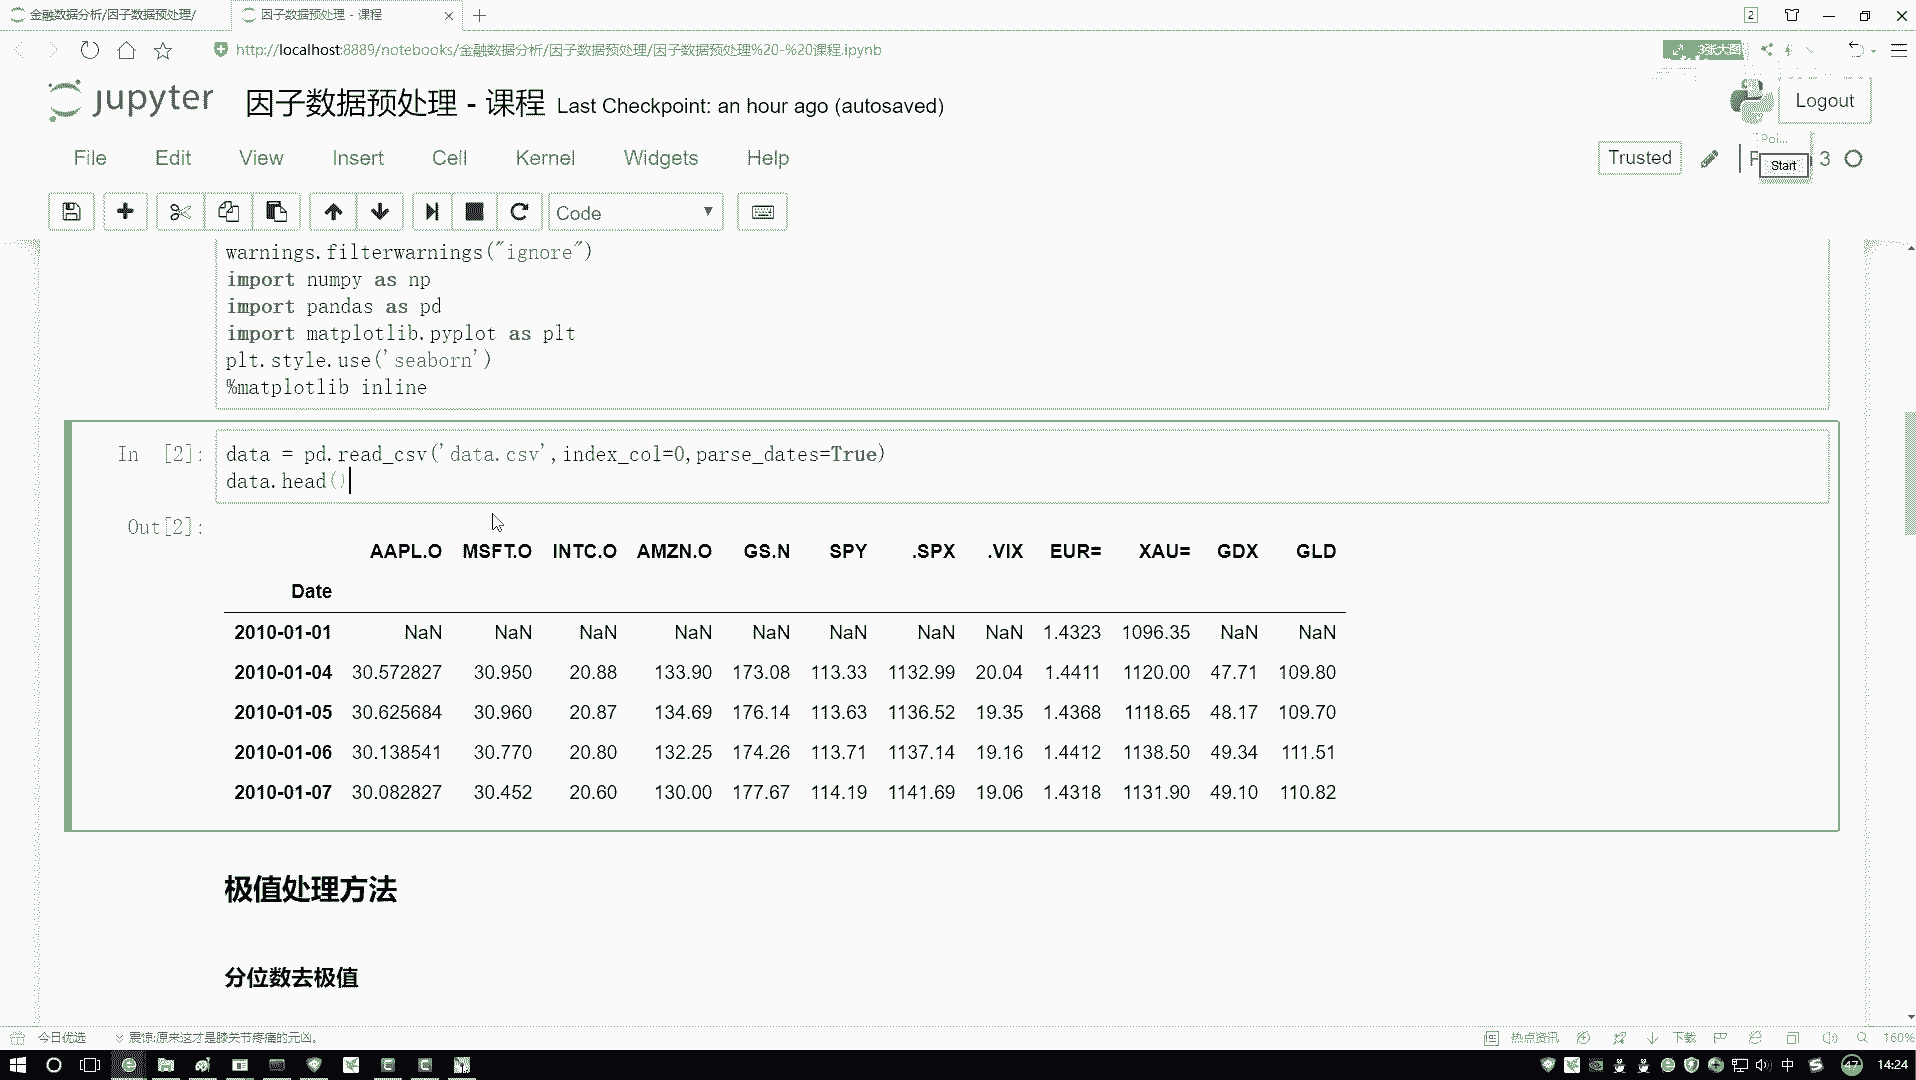 金融数据分析/因子数据预处理/
因子数据预处理 - 课程
2
http://localhost:8889/notebooks/金融数据分析/因子数据预处理/因子数据预处理%20-%20课程.ipynb
3张大图
jupyter
因子数据预处理 - 课程 Last Checkpoint: an hour ago (autosaved)
Logout
File Edit View Insert Cell Kernel Widgets Help
Trusted
Poi...
Start
3
Code
warnings.filterwarnings("ignore")
import numpy as np
import pandas as pd
import matplotlib.pyplot as plt
plt.style.use('seaborn')
%matplotlib inline
In [2]:
data = pd.read_csv('data.csv',index_col=0,parse_dates=True)
data.head()
Out[2]:
AAPL.O MSFT.O INTC.O AMZN.O GS.N SPY .SPX .VIX EUR= XAU= GDX GLD
Date
2010-01-01 NaN NaN NaN NaN NaN NaN NaN NaN 1.4323 1096.35 NaN NaN
2010-01-04 30.572827 30.950 20.88 133.90 173.08 113.33 1132.99 20.04 1.4411 1120.00 47.71 109.80
2010-01-05 30.625684 30.960 20.87 134.69 176.14 113.63 1136.52 19.35 1.4368 1118.65 48.17 109.70
2010-01-06 30.138541 30.770 20.80 132.25 174.26 113.71 1137.14 19.16 1.4412 1138.50 49.34 111.51
2010-01-07 30.082827 30.452 20.60 130.00 177.67 114.19 1141.69 19.06 1.4318 1131.90 49.10 110.82
极值处理方法
分位数去极值
今日优选
震惊:原来这才是膝关节疼痛的元凶。
热点资讯
下载
160%
中
47
14:24